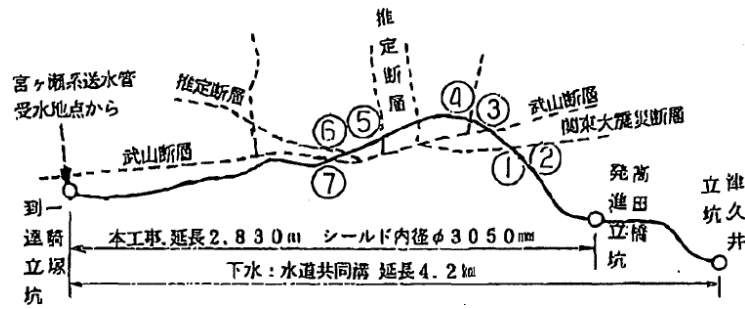 宮ヶ瀬系送水管
受水地点から
推定断層
推定断層
武山断層
⑥ ⑤
⑦
④
③
武山断層
関東大震災断層
① ②
到達立坑
一騎塚
発進立坑
高田橋
立坑
津久井
本工事.延長2.830m シールド内径φ3050mm
下水:水道共同溝 延長4.2km